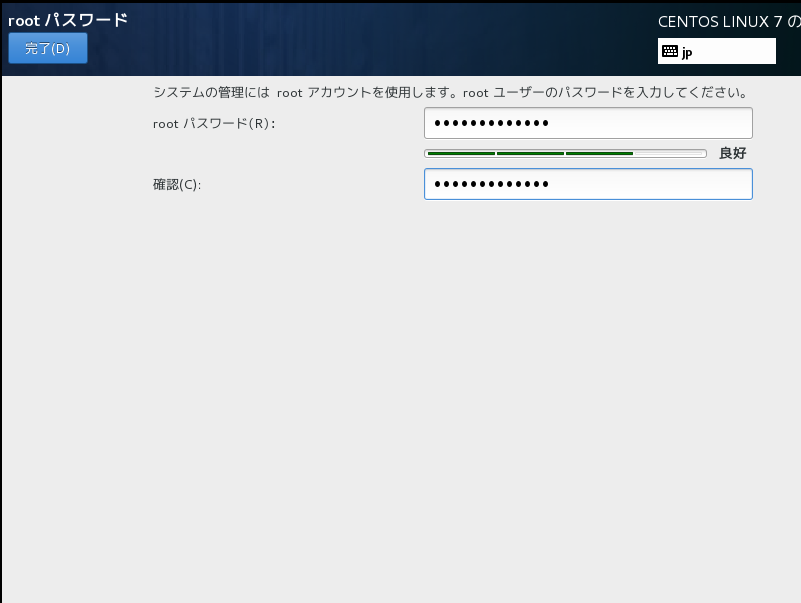 root パスワード
CENTOS LINUX 7 の
完了(D)
jp
システムの管理には root アカウントを使用します。root ユーザーのパスワードを入力してください。
root パスワード(R):
•••••••••••••
良好
確認(C):
•••••••••••••